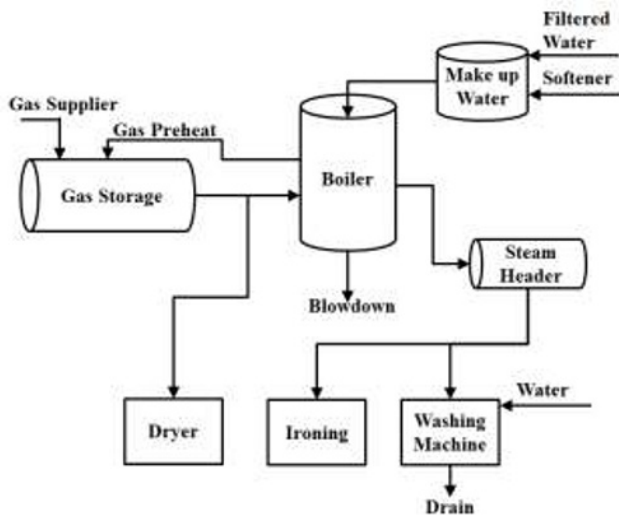 Filtered
Water
Make up
Water
Softener
Gas Supplier
Gas Preheat
Boiler
Gas Storage
Steam
Header
Blowdown
Water
Dryer
Ironing
Washing
Machine
Drain